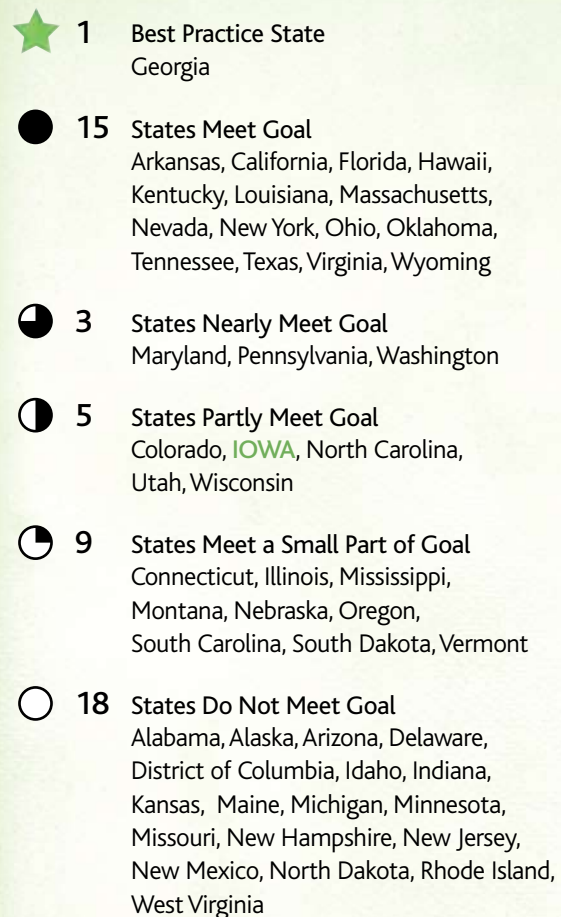 1 Best Practice State
Georgia
15 States Meet Goal
Arkansas, California, Florida, Hawaii,
Kentucky, Louisiana, Massachusetts,
Nevada, New York, Ohio, Oklahoma,
Tennessee, Texas, Virginia, Wyoming
3 States Nearly Meet Goal
Maryland, Pennsylvania, Washington
5 States Partly Meet Goal
Colorado, IOWA, North Carolina,
Utah, Wisconsin
9 States Meet a Small Part of Goal
Connecticut, Illinois, Mississippi,
Montana, Nebraska, Oregon,
South Carolina, South Dakota, Vermont
18 States Do Not Meet Goal
Alabama, Alaska, Arizona, Delaware,
District of Columbia, Idaho, Indiana,
Kansas, Maine, Michigan, Minnesota,
Missouri, New Hampshire, New Jersey,
New Mexico, North Dakota, Rhode Island,
West Virginia